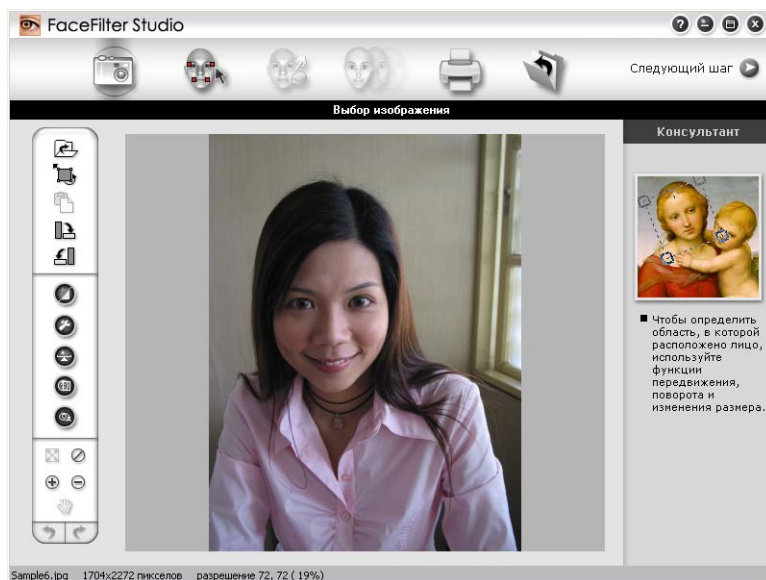 FaceFilter Studio
Следующий шаг
Выбор изображения
Консультант
Чтобы определить
область, в которой
расположено лицо,
используйте
функции
передвижения,
поворота и
изменения размера.
Sample6.jpg 1704x2272 пикселов разрешение 72, 72 ( 19%)